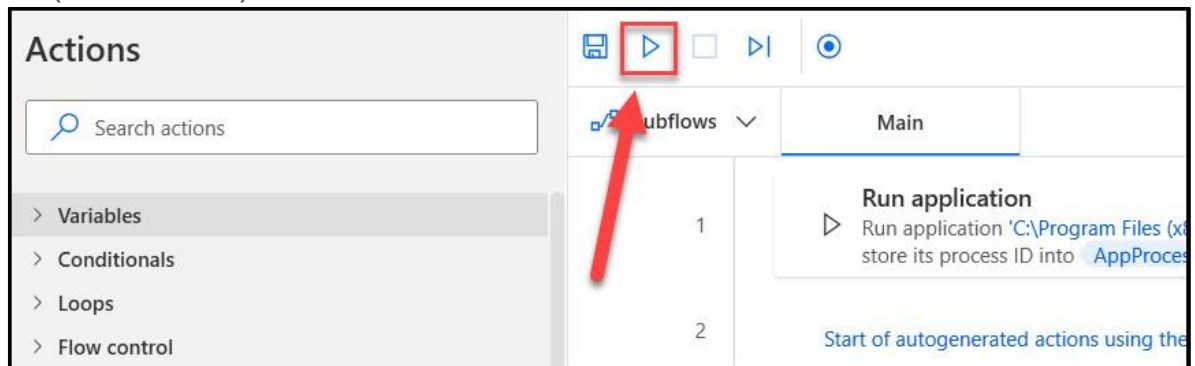 Actions
Search actions
Variables
Conditionals
Loops
Flow control
ubflows
Main
1
Run application
Run application 'C:\Program Files (x8
store its process ID into AppProces
2
Start of autogenerated actions using the